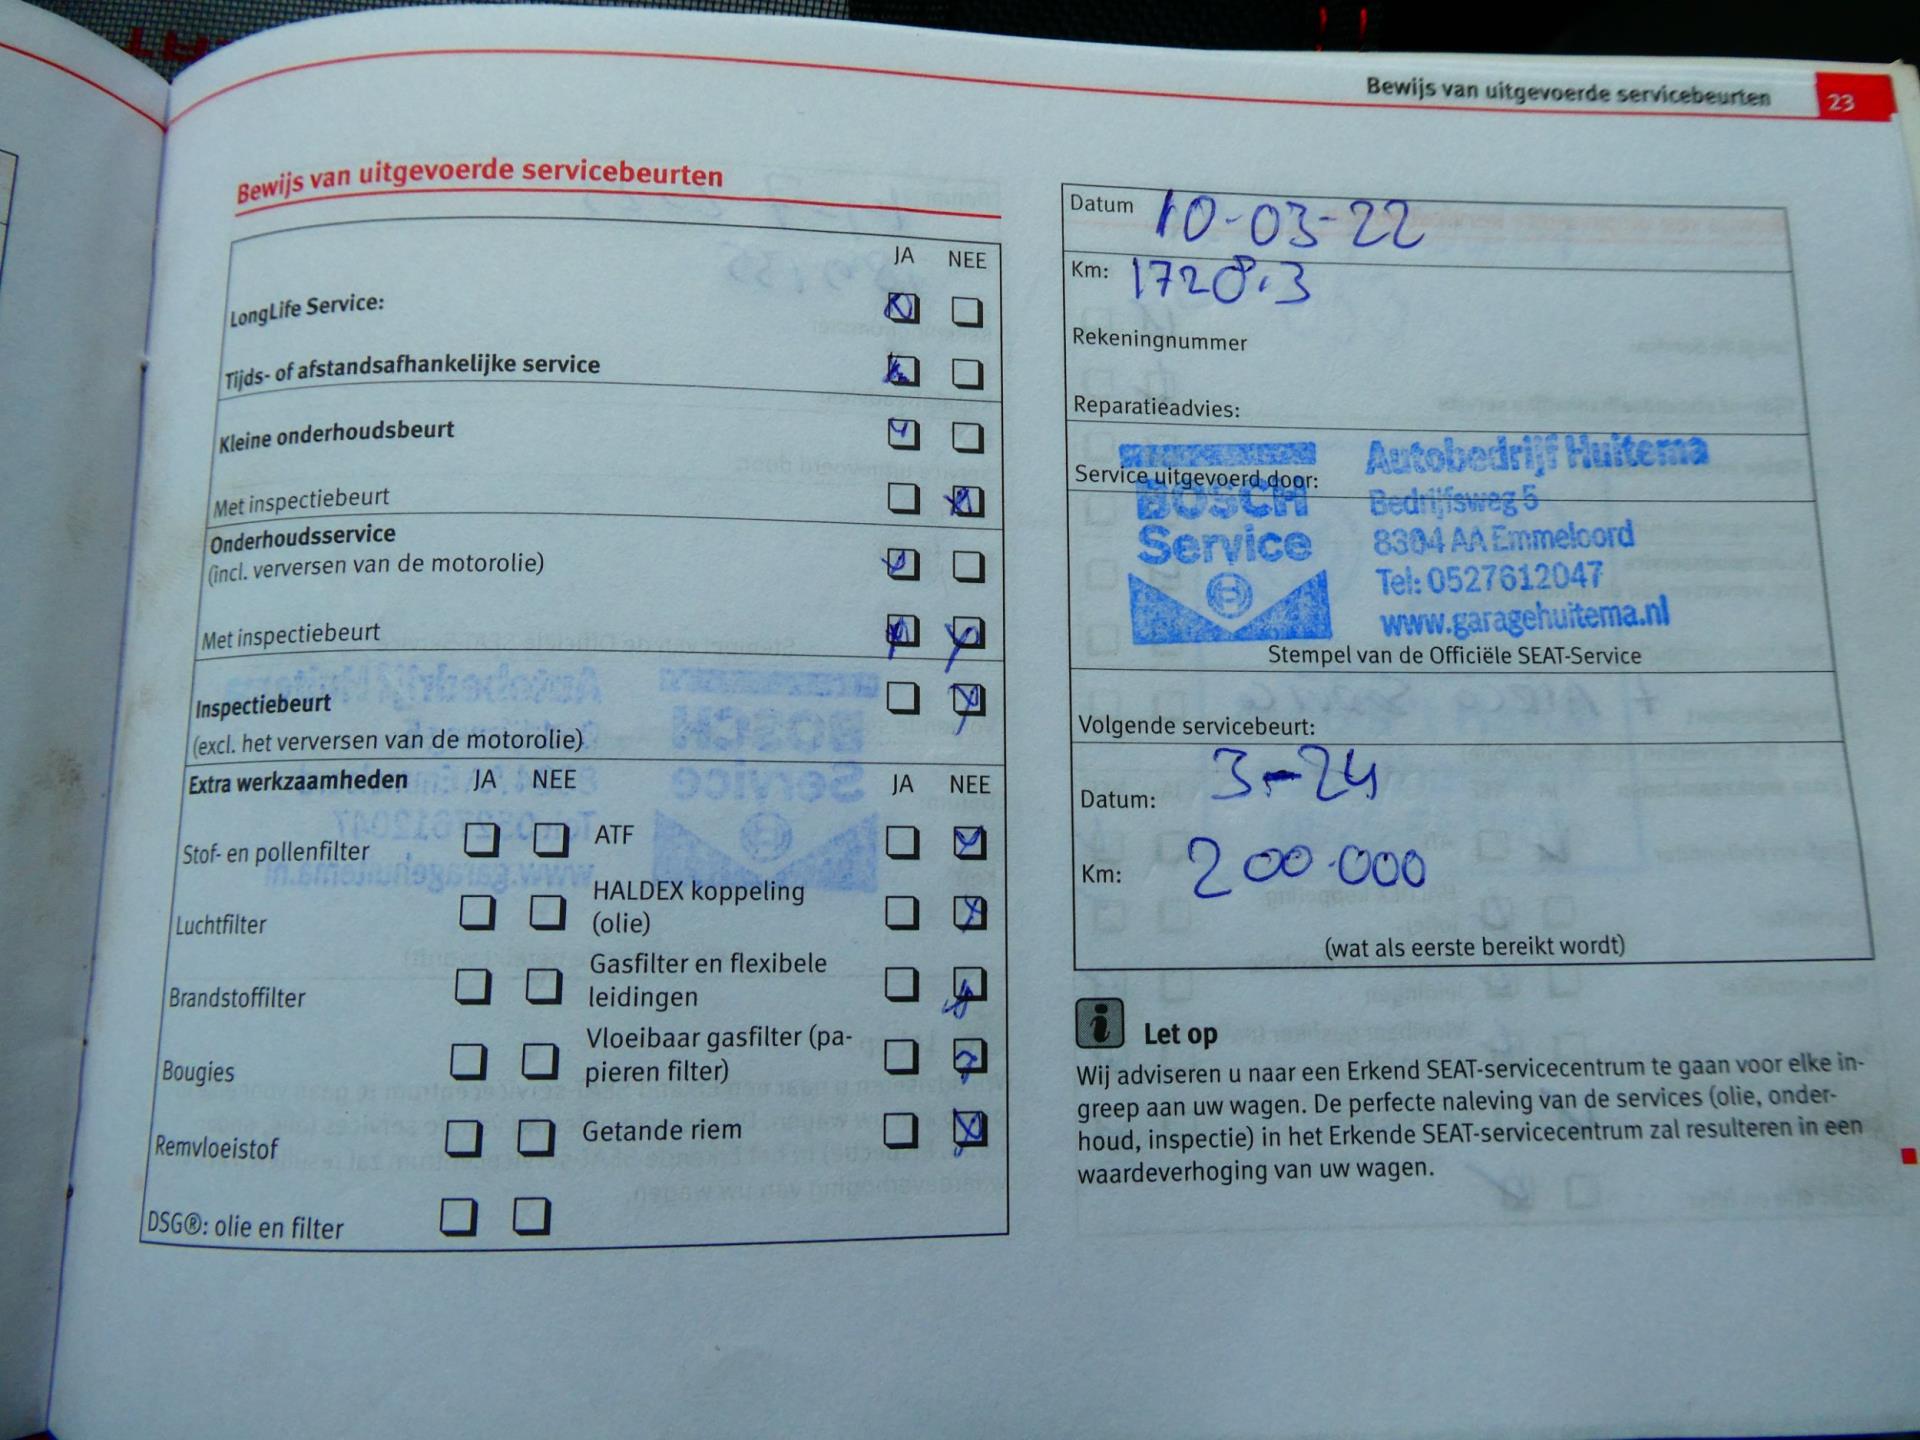 Bewijs van uitgevoerde servicebeurten 23
Bewijs van uitgevoerde servicebeurten
JA NEE
LongLife Service:
Tijds- of afstandsafhankelijke service
Kleine onderhoudsbeurt
Met inspectiebeurt
Onderhoudsservice
(incl. verversen van de motorolie)
Met inspectiebeurt
Inspectiebeurt
(excl. het verversen van de motorolie)
Extra werkzaamheden JA NEE JA NEE
Stof- en pollenfilter ATF
Luchtfilter HALDEX koppeling
(olie)
Brandstoffilter Gasfilter en flexibele
leidingen
Bougies Vloeibaar gasfilter (pa-
pieren filter)
Remvloeistof Getande riem
DSG®: olie en filter
Datum 10-03-22
Km: 
Rekeningnummer
Reparatieadvies:
Service uitgevoerd door:
BOSCH
Service
Autobedrijf Huitema
Bedrijfsweg 5
8304 AA Emmeloord
Tel: 0527612047
www.garagehuitema.nl
Stempel van de Officiële SEAT-Service
Volgende servicebeurt:
Datum: 3-24
Km: 200.000
(wat als eerste bereikt wordt)
i Let op
Wij adviseren u naar een Erkend SEAT-servicecentrum te gaan voor elke in-
greep aan uw wagen. De perfecte naleving van de services (olie, onder-
houd, inspectie) in het Erkende SEAT-servicecentrum zal resulteren in een
waardeverhoging van uw wagen.